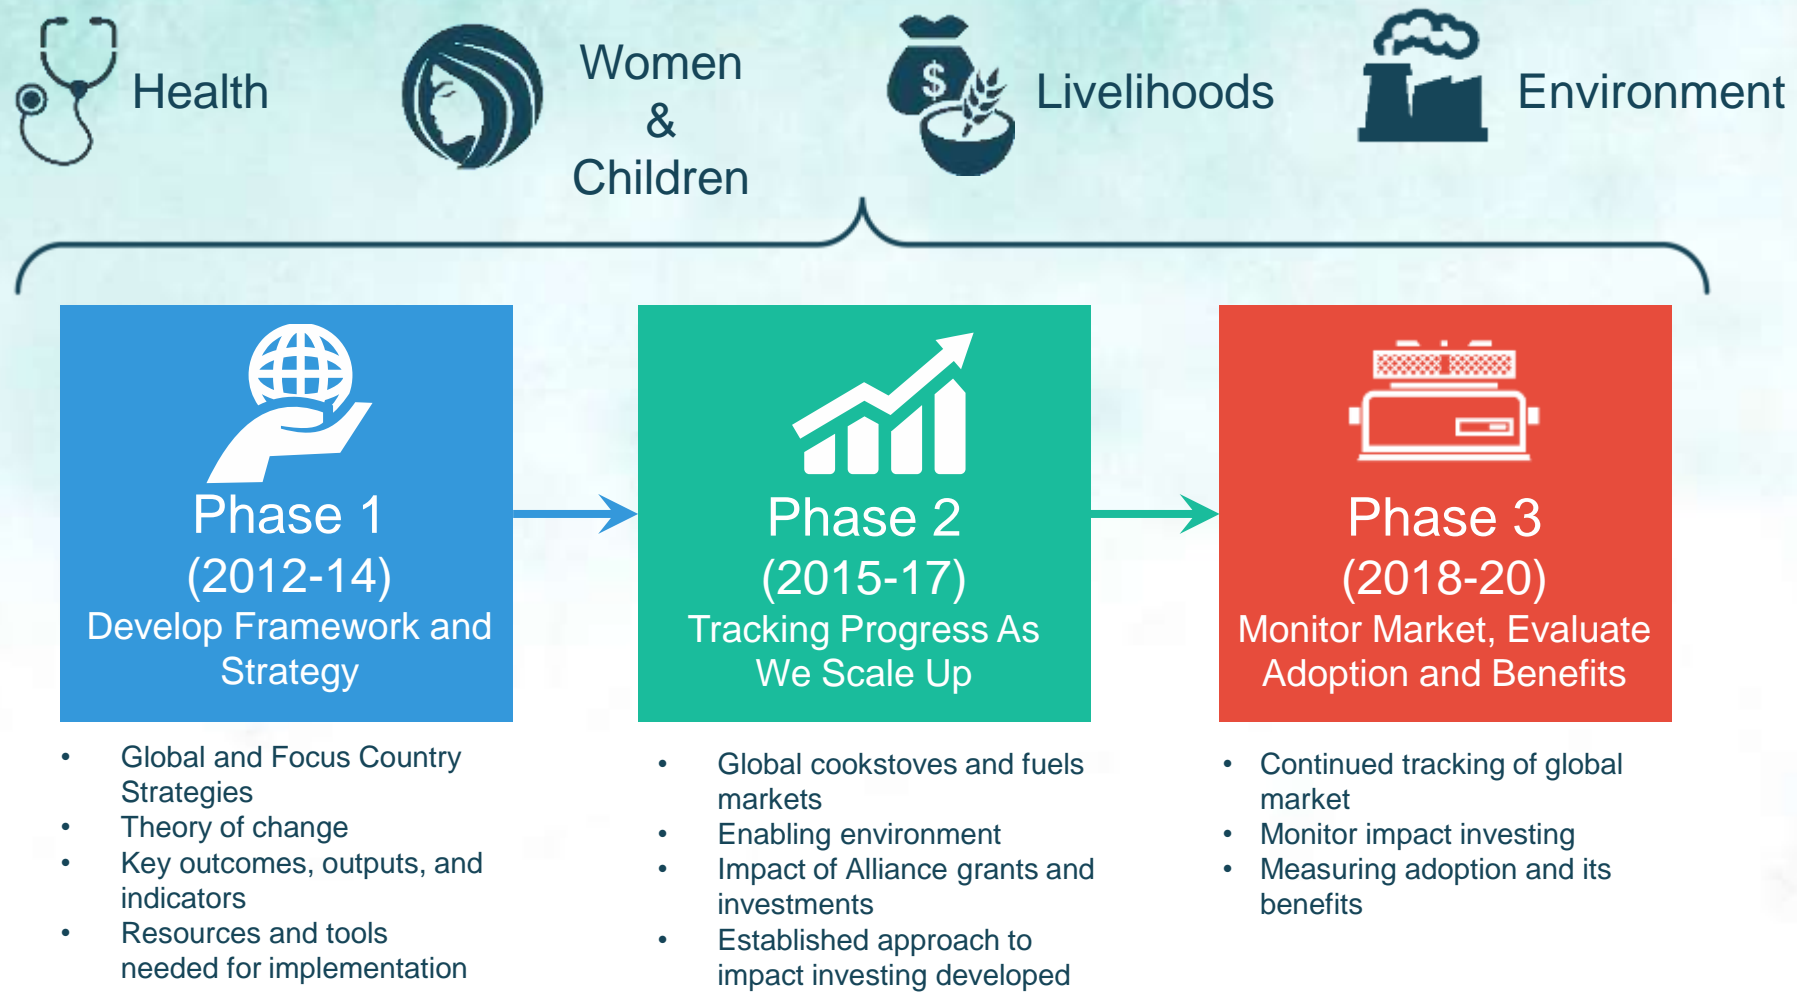 Health
Women
&
Children
$
Livelihoods
Environment
Phase 1
(2012-14)
Develop Framework and
Strategy
• Global and Focus Country
Strategies
• Theory of change
• Key outcomes, outputs, and
indicators
• Resources and tools
needed for implementation
Phase 2
(2015-17)
Tracking Progress As
We Scale Up
• Global cookstoves and fuels
markets
• Enabling environment
• Impact of Alliance grants and
investments
• Established approach to
impact investing developed
Phase 3
(2018-20)
Monitor Market, Evaluate
Adoption and Benefits
• Continued tracking of global
market
• Monitor impact investing
• Measuring adoption and its
benefits